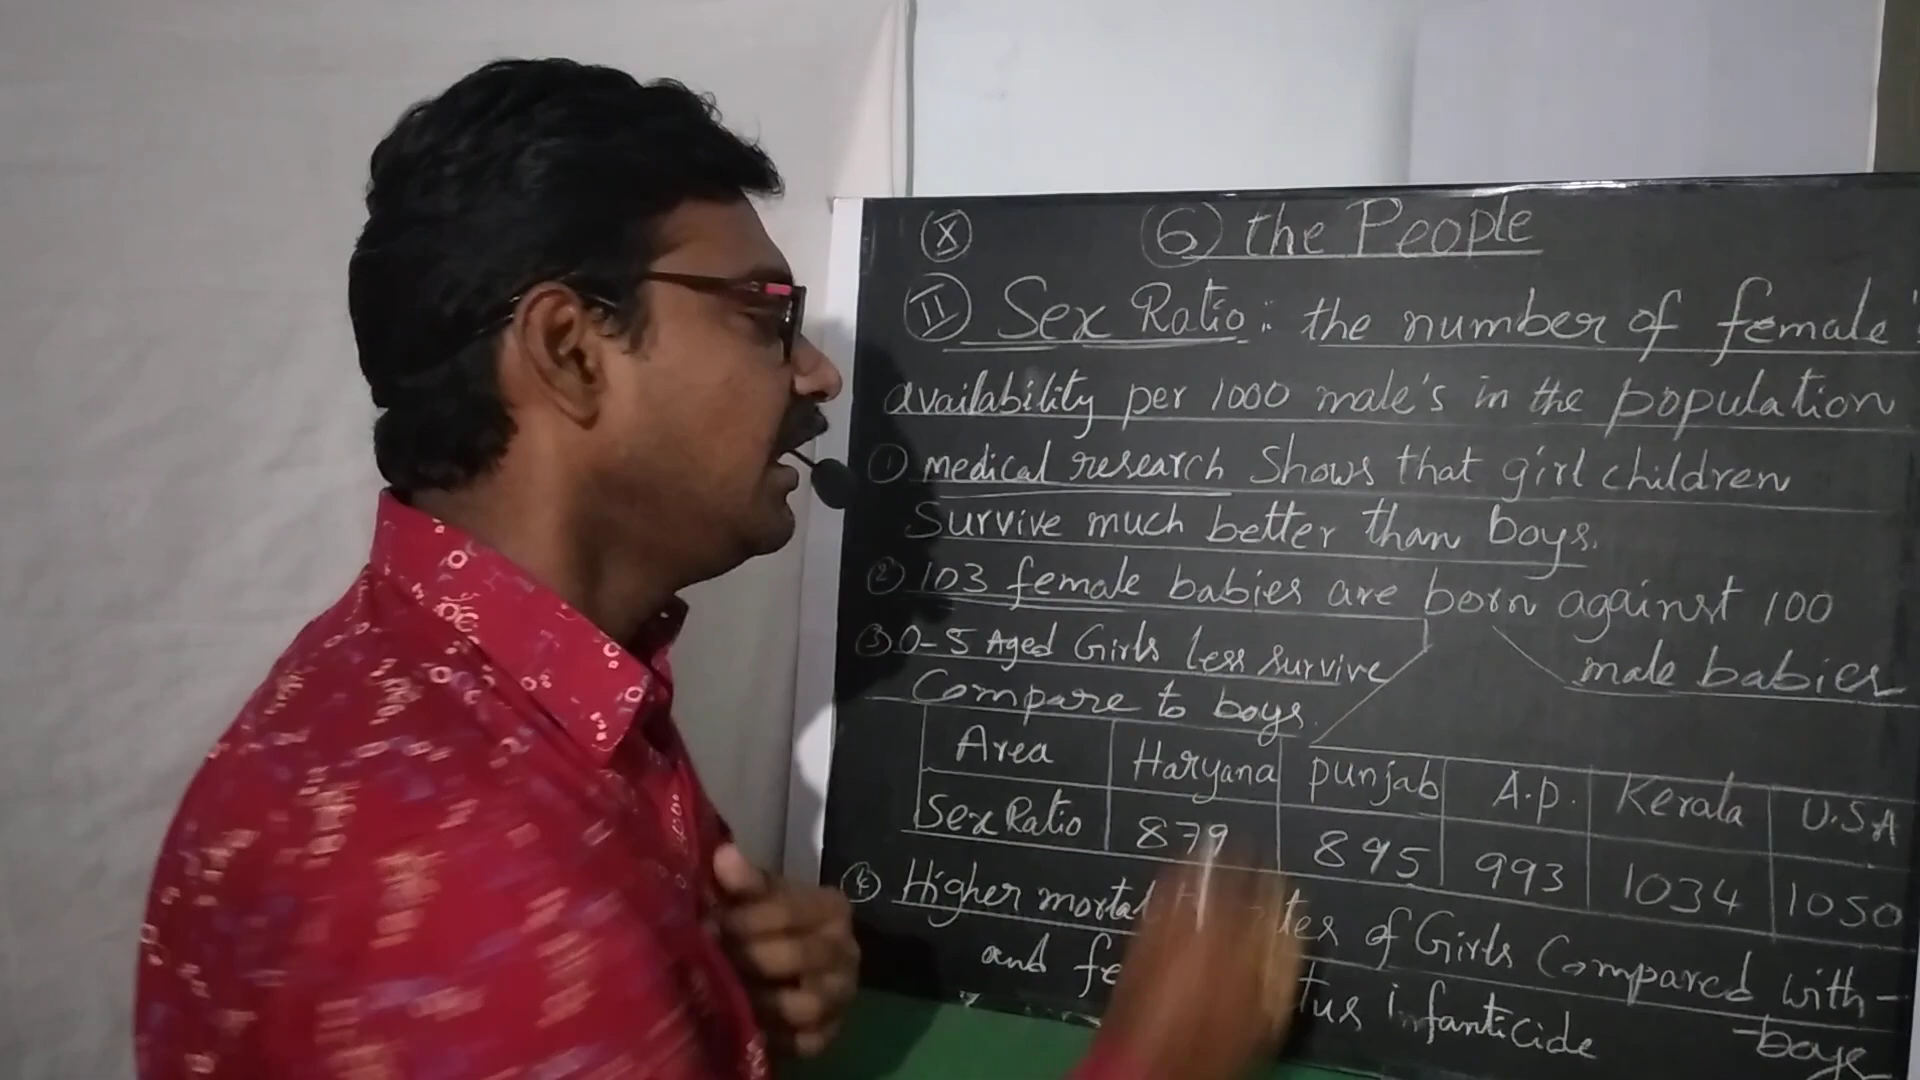 X
6 the People
II Sex Ratio: the number of female's
availability per 1000 male's in the population
1 medical research Shows that girl children
Survive much better than boys.
2 103 female babies are born against 100
male babies
3 0-5 Aged Girls less survive
Compare to boys.
Area Haryana punjab A.p. Kerala U.S.A
Sex Ratio 879 895 993 1034 1050
4 Higher of Girls Compared with -
boys
and infanticide